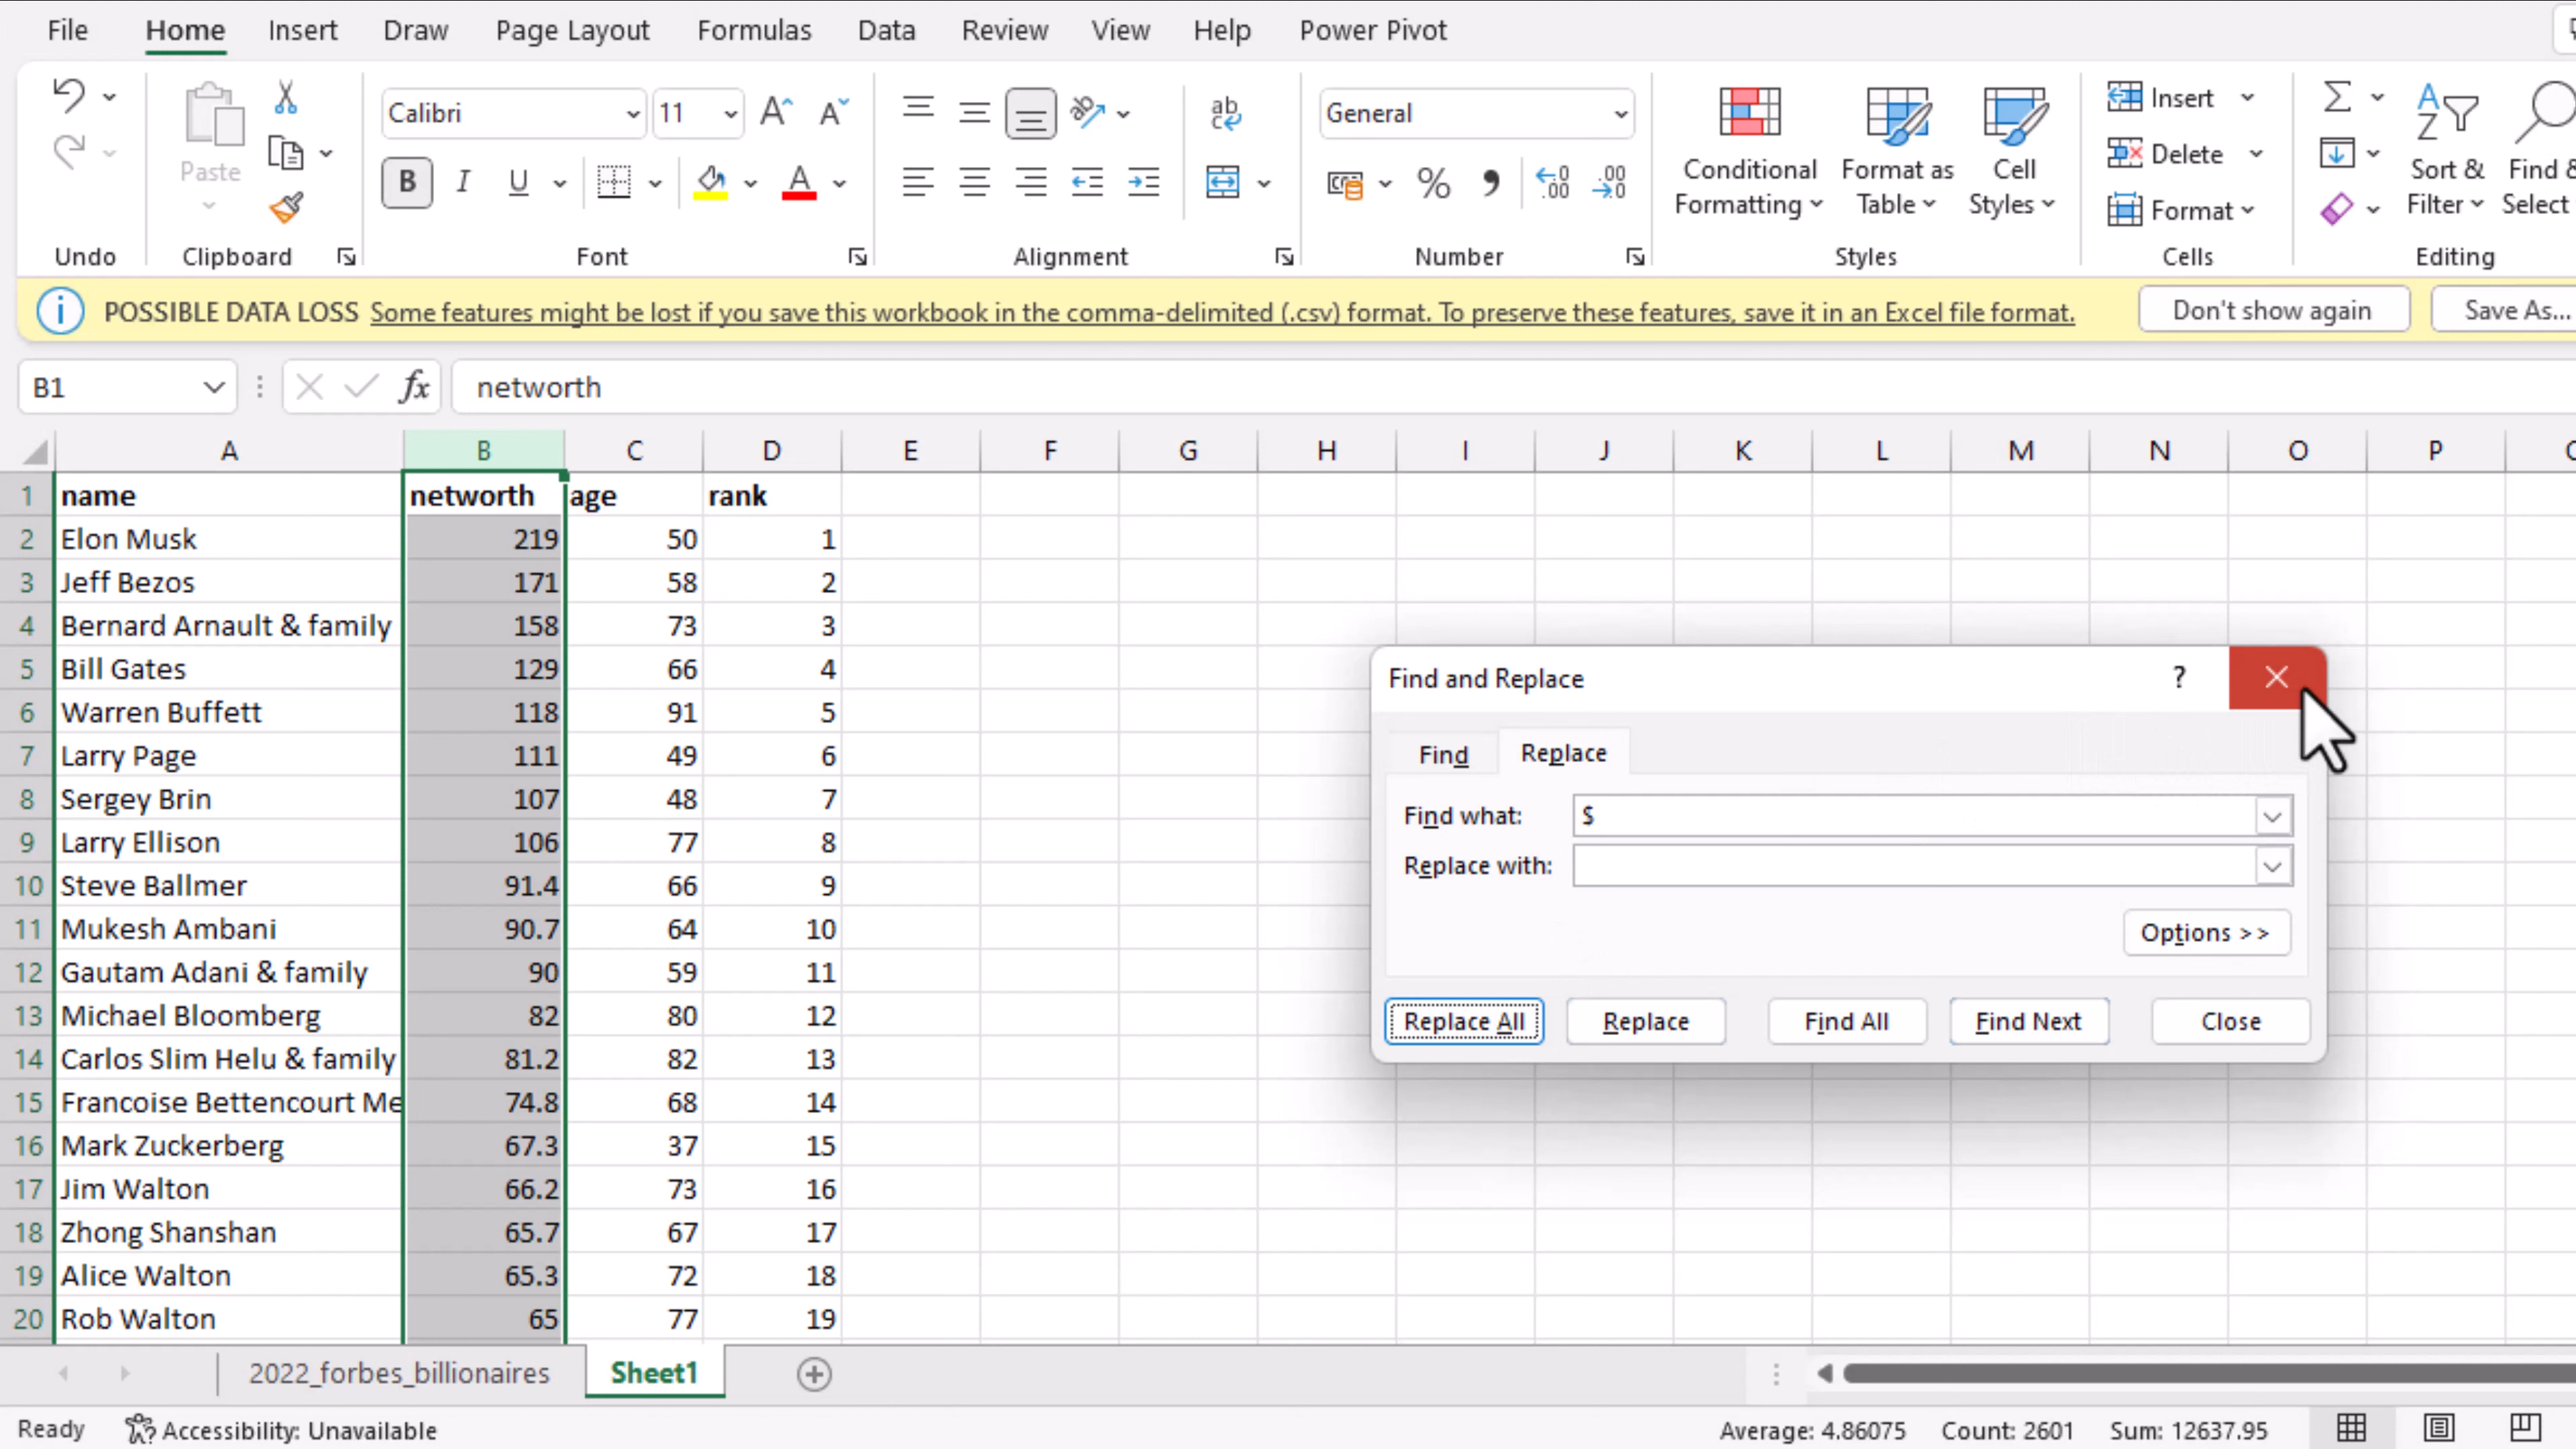 File Home Insert Draw Page Layout Formulas Data Review View Help Power Pivot
Calibri 11 General
Paste
Conditional Formatting
Format as Table
Cell Styles
Insert
Delete
Format
Sort & Filter
Find & Select
Undo Clipboard Font Alignment Number Styles Cells Editing
POSSIBLE DATA LOSS Some features might be lost if you save this workbook in the comma-delimited (.csv) format. To preserve these features, save it in an Excel file format. Don't show again Save As...
B1 fx networth
A B C D E F G H I J K L M N O P
1 name networth age rank
2 Elon Musk 219 50 1
3 Jeff Bezos 171 58 2
4 Bernard Arnault & family 158 73 3
5 Bill Gates 129 66 4
6 Warren Buffett 118 91 5
7 Larry Page 111 49 6
8 Sergey Brin 107 48 7
9 Larry Ellison 106 77 8
10 Steve Ballmer 91.4 66 9
11 Mukesh Ambani 90.7 64 10
12 Gautam Adani & family 90 59 11
13 Michael Bloomberg 82 80 12
14 Carlos Slim Helu & family 81.2 82 13
15 Francoise Bettencourt Me 74.8 68 14
16 Mark Zuckerberg 67.3 37 15
17 Jim Walton 66.2 73 16
18 Zhong Shanshan 65.7 67 17
19 Alice Walton 65.3 72 18
20 Rob Walton 65 77 19
Find and Replace ?
Find Replace
Find what: $
Replace with:
Options >>
Replace All Replace Find All Find Next Close
2022_forbes_billionaires Sheet1
Ready Accessibility: Unavailable Average: 4.86075 Count: 2601 Sum: 12637.95